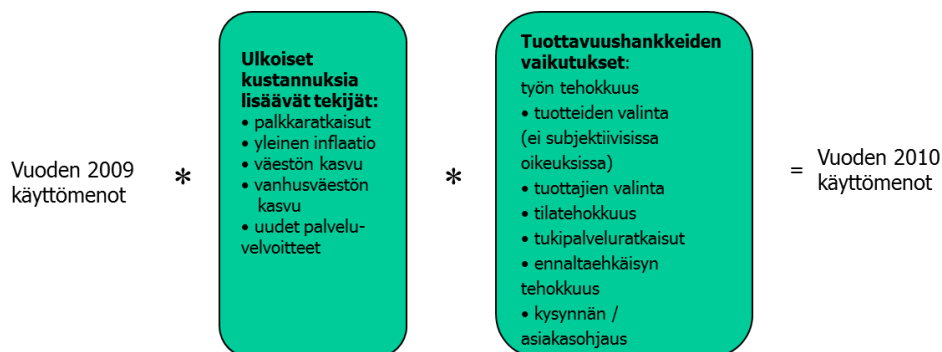 Vuoden 2009
käyttömenot
*
Ulkoiset
kustannuksia
lisäävät tekijät:
• palkkaratkaisut
• yleinen inflaatio
• väestön kasvu
• vanhusväestön
kasvu
• uudet palvelu-
velvoitteet
*
Tuottavuushankkeiden
vaikutukset:
työn tehokkuus
• tuotteiden valinta
(ei subjektiivisissa
oikeuksissa)
• tuottajien valinta
• tilatehokkuus
• tukipalveluratkaisut
• ennaltaehkäisyn
tehokkuus
• kysynnän /
asiakasohjaus
= Vuoden 2010
käyttömenot